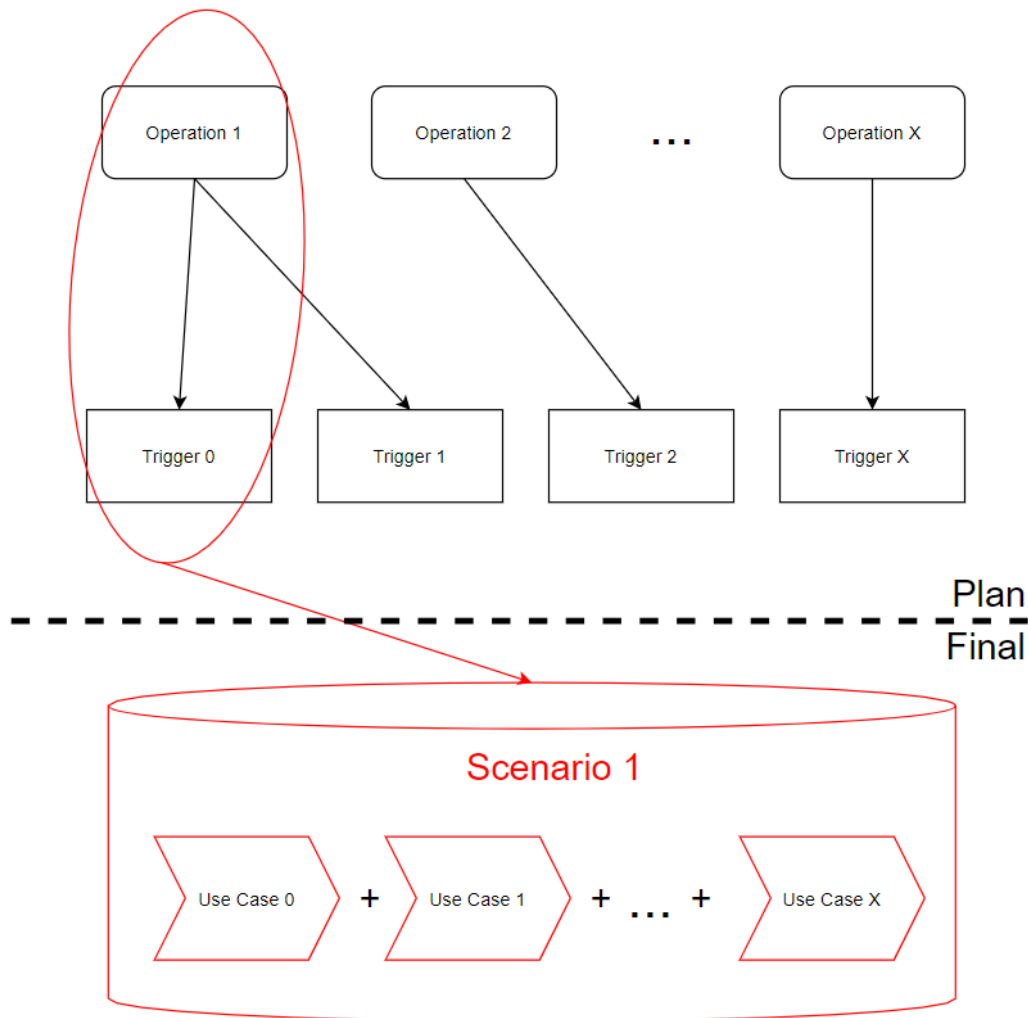 Operation 1
Operation 2
...
Operation X
Trigger 0
Trigger 1
Trigger 2
Trigger X
Plan
Final
Scenario 1
Use Case 0
+
Use Case 1
+
...
+
Use Case X